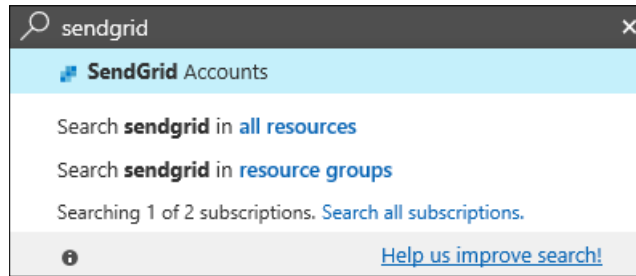 sendgrid
SendGrid Accounts
Search sendgrid in all resources
Search sendgrid in resource groups
Searching 1 of 2 subscriptions. Search all subscriptions.
Help us improve search!